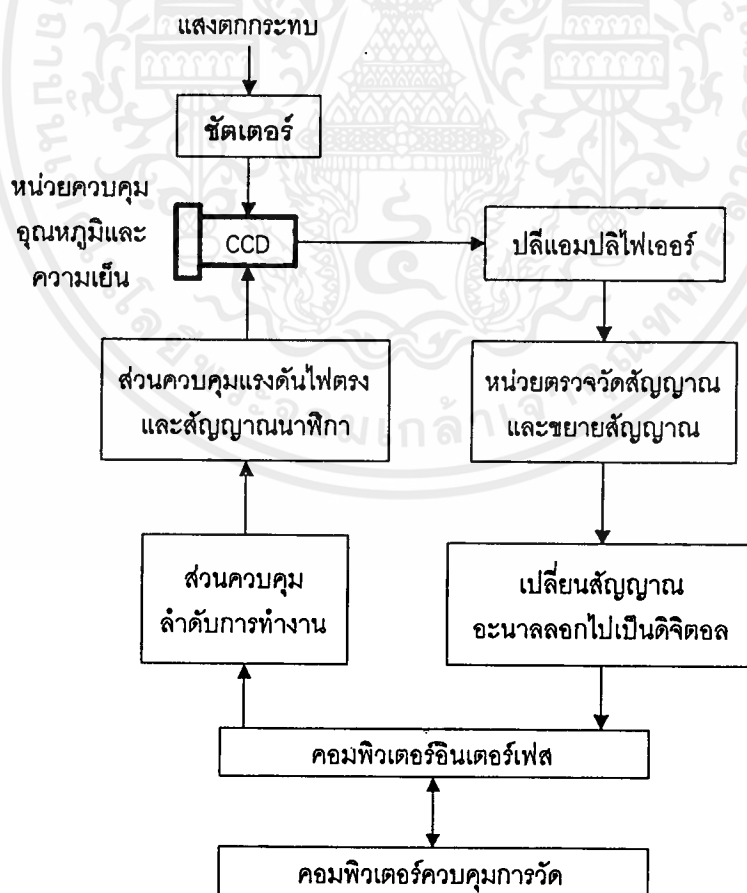 แสงตกกระทบ
ชัตเตอร์
หน่วยควบคุม
อุณหภูมิและ
ความเย็น
CCD
ปลีแอมปลิไฟเออร์
ส่วนควบคุมแรงดันไฟตรง
และสัญญาณนาฬิกา
หน่วยตรวจวัดสัญญาณ
และขยายสัญญาณ
ส่วนควบคุม
ลำดับการทำงาน
เปลี่ยนสัญญาณ
อะนาลลอกไปเป็นดิจิตอล
คอมพิวเตอร์อินเตอร์เฟส
คอมพิวเตอร์ควบคุมการวัด